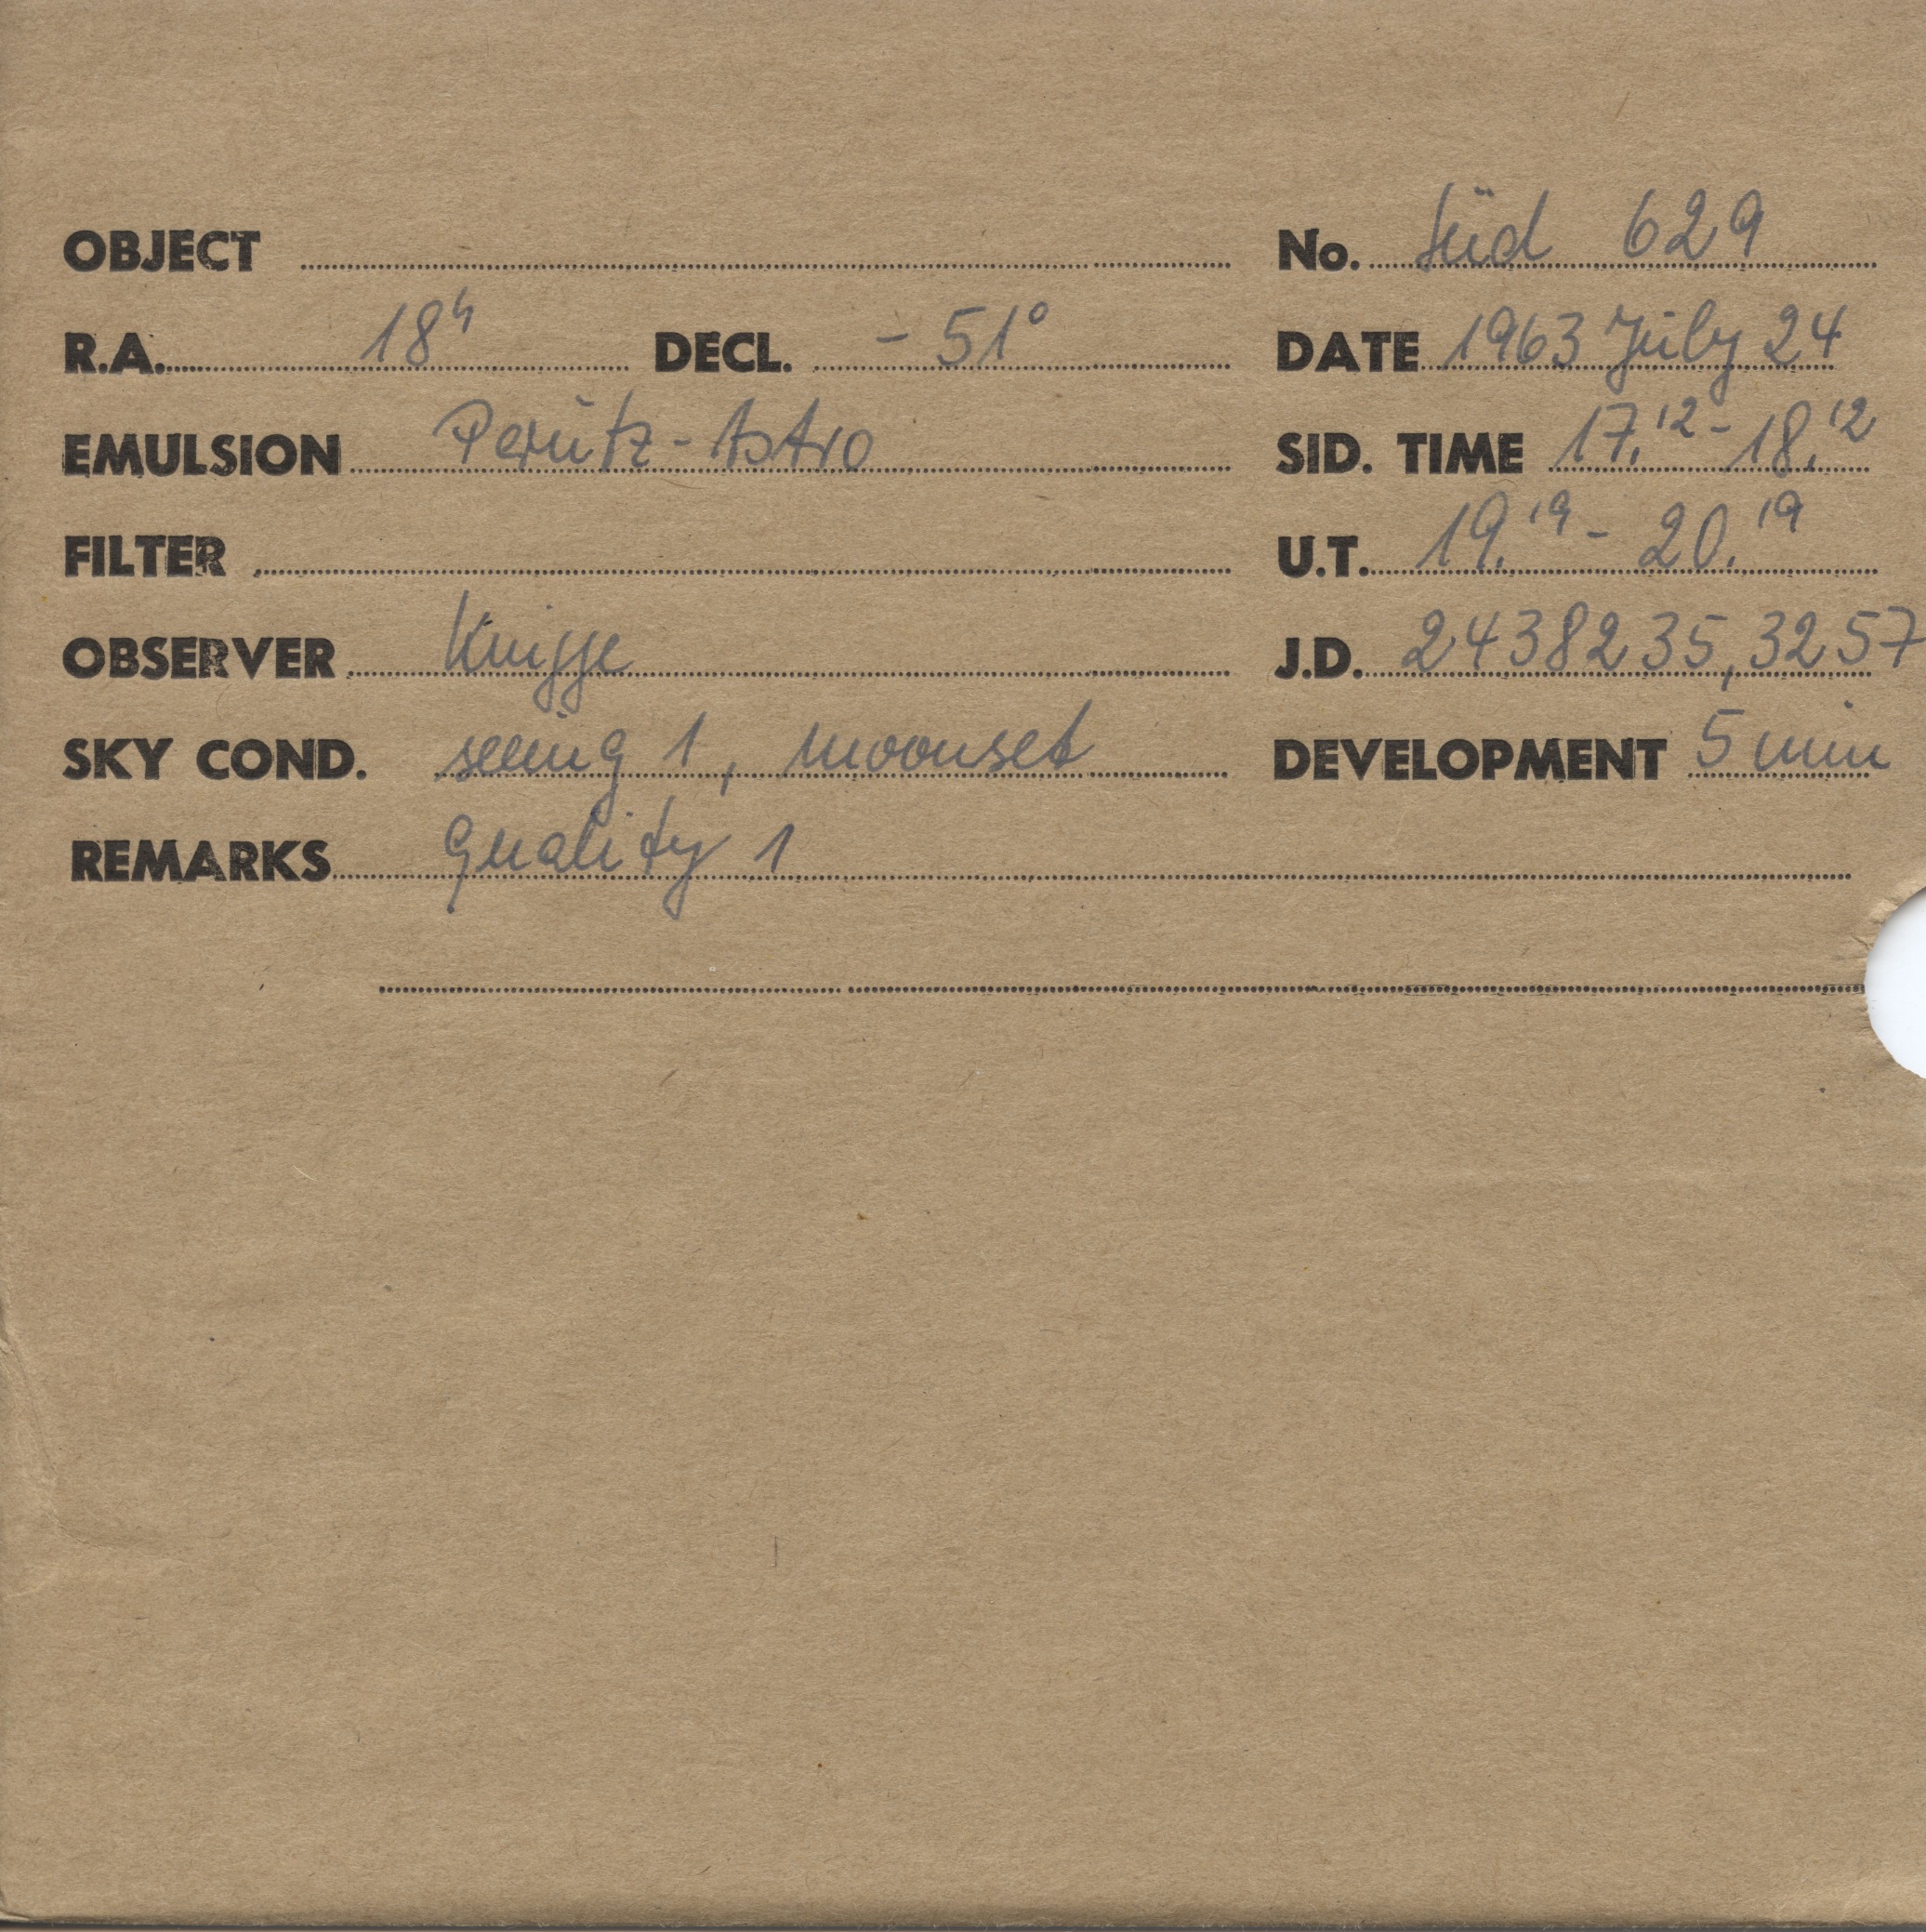 OBJECT No. Süd 629
R.A. 18ʰ DECL. - 51° DATE 1963 July 24
EMULSION Perutz-Astro SID. TIME 17.12 - 18.12
FILTER U.T. 19.19 - 20.19
OBSERVER Knigge J.D. 2438235,3257
SKY COND. seeing 1, moonset DEVELOPMENT 5 min
REMARKS Quality 1